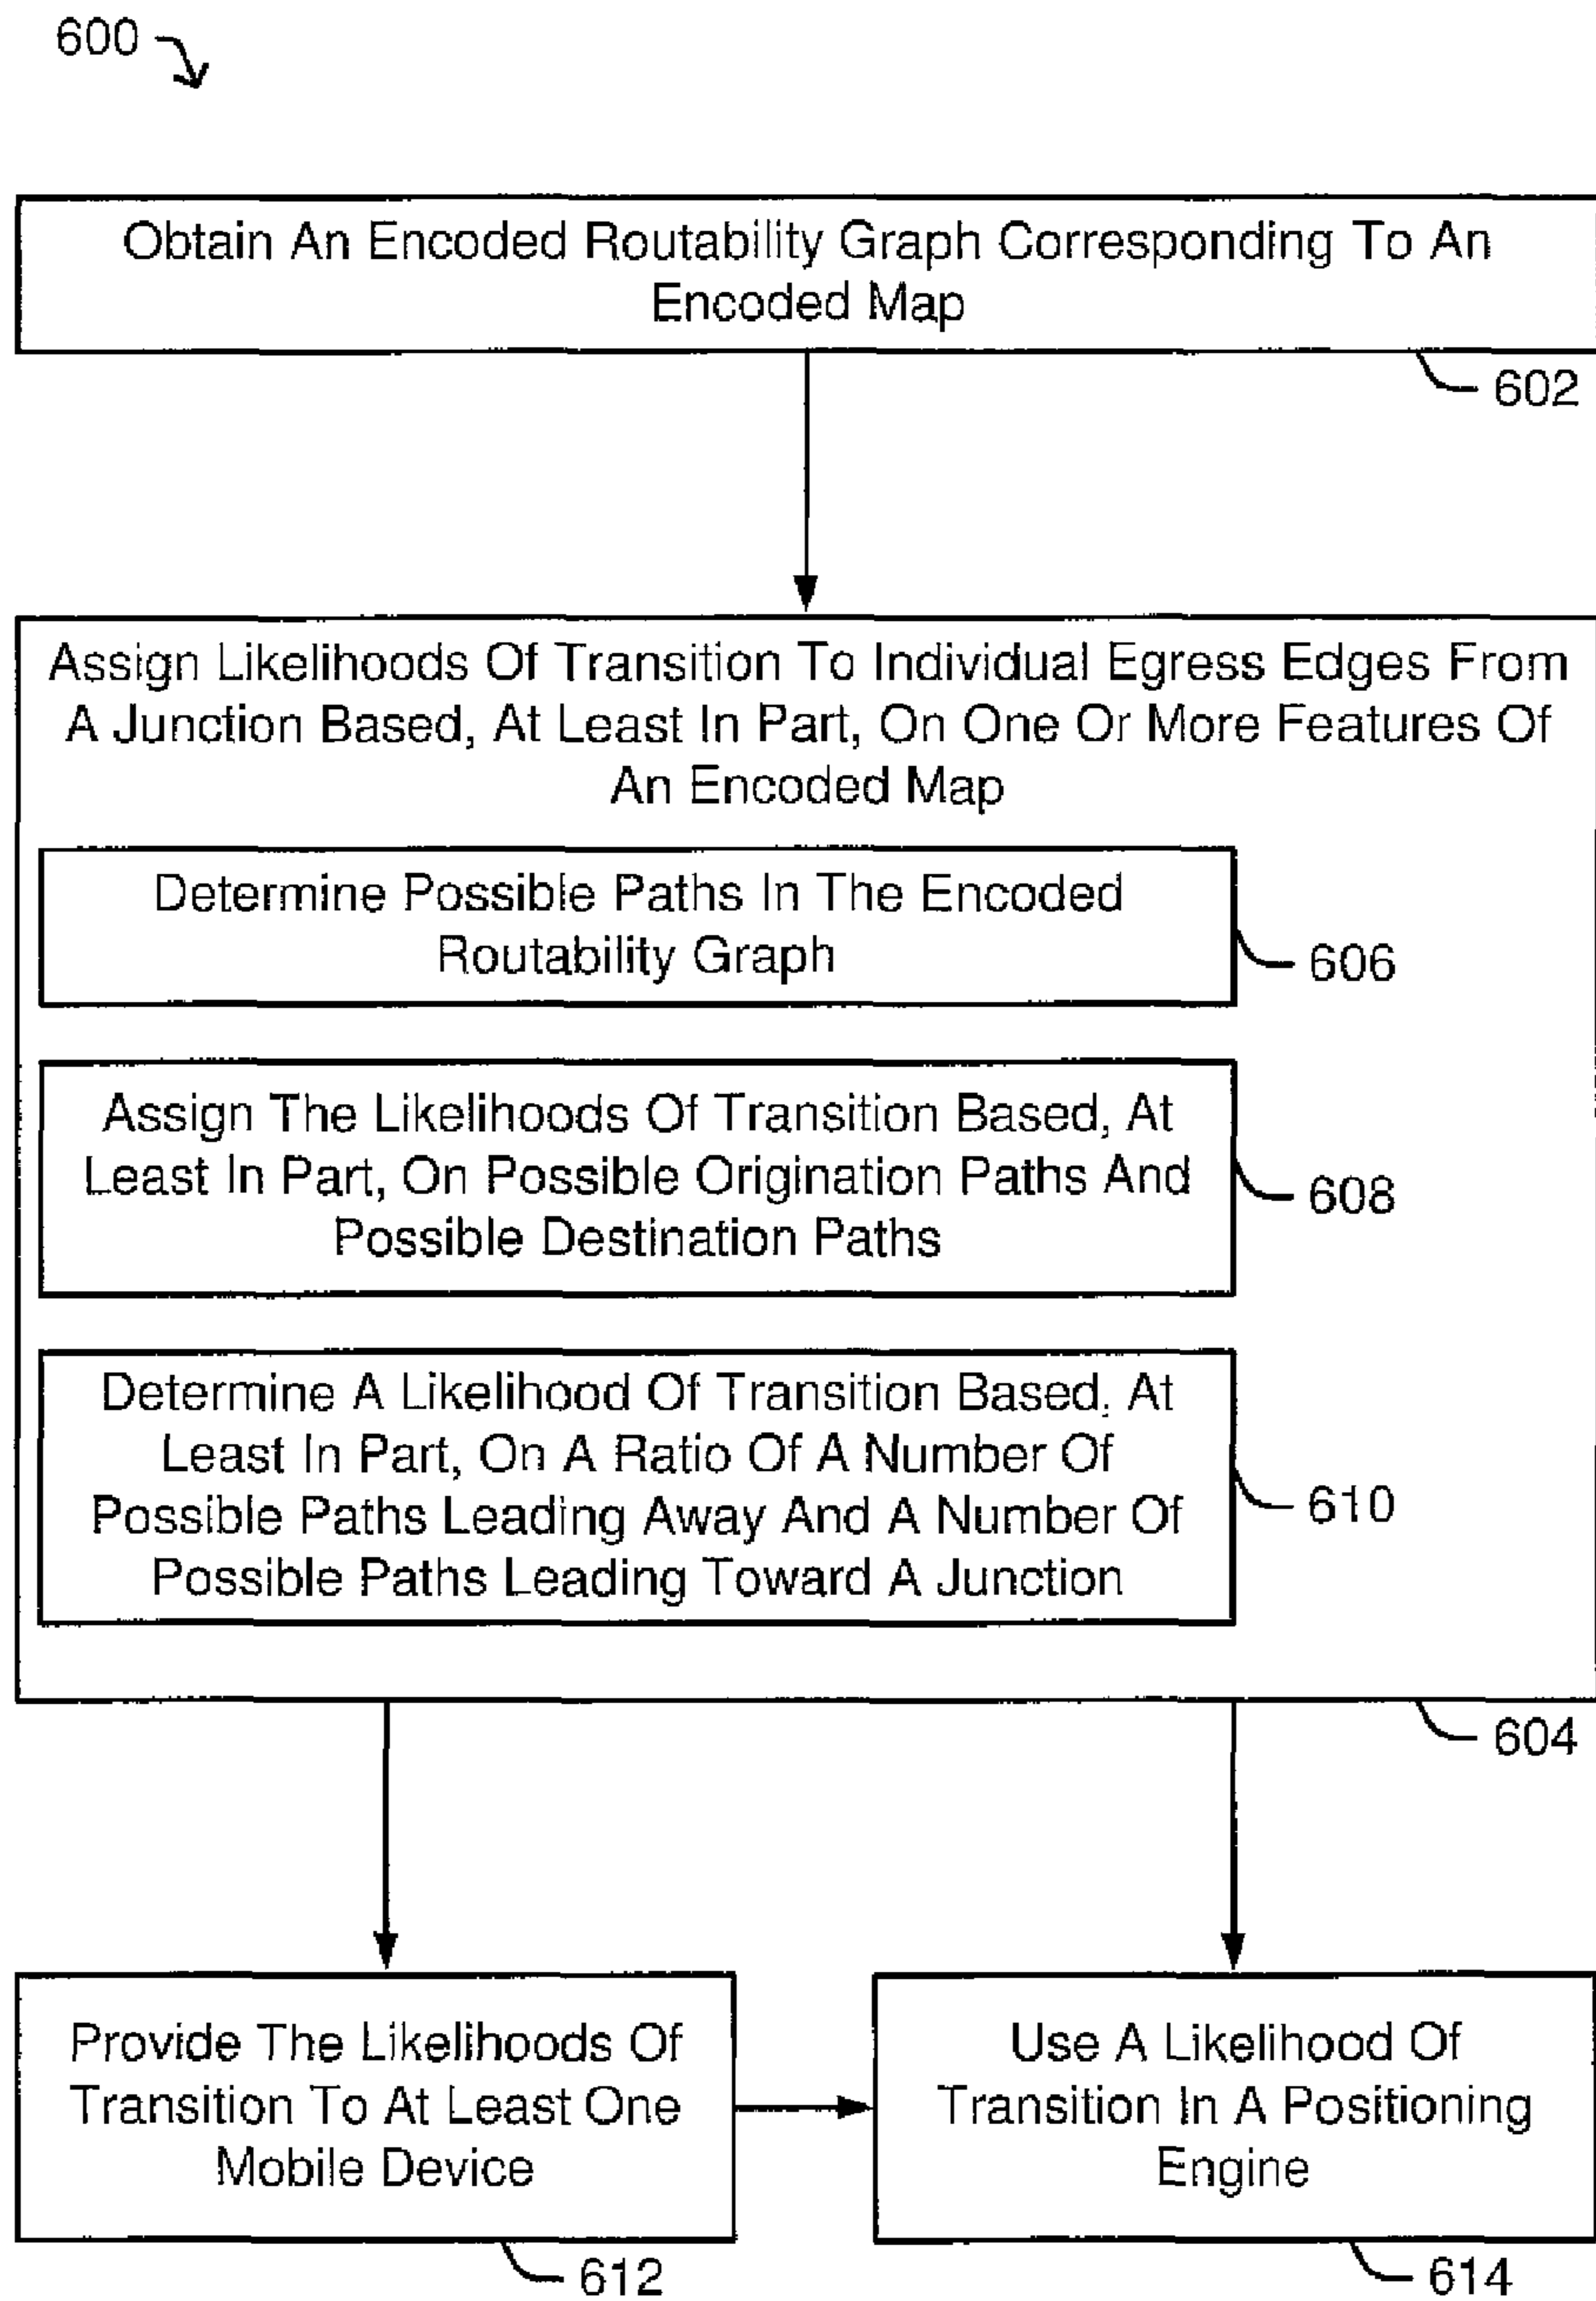 600
Obtain An Encoded Routability Graph Corresponding To An
Encoded Map
602
Assign Likelihoods Of Transition To Individual Egress Edges From
A Junction Based, At Least In Part, On One Or More Features Of
An Encoded Map
Determine Possible Paths In The Encoded
Routability Graph
606
Assign The Likelihoods Of Transition Based, At
Least In Part, On Possible Origination Paths And
Possible Destination Paths
608
Determine A Likelihood Of Transition Based, At
Least In Part, On A Ratio Of A Number Of
Possible Paths Leading Away And A Number Of
Possible Paths Leading Toward A Junction
610
604
Provide The Likelihoods Of
Transition To At Least One
Mobile Device
612
Use A Likelihood Of
Transition In A Positioning
Engine
614